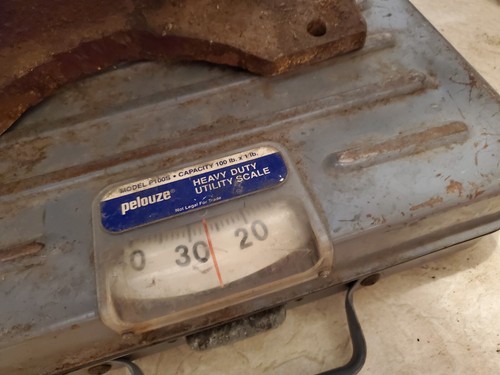 MODEL P100S • CAPACITY 100 lb. x 1 lb.
pelouze® HEAVY DUTY
UTILITY SCALE
Not Legal For Trade
0 30 20